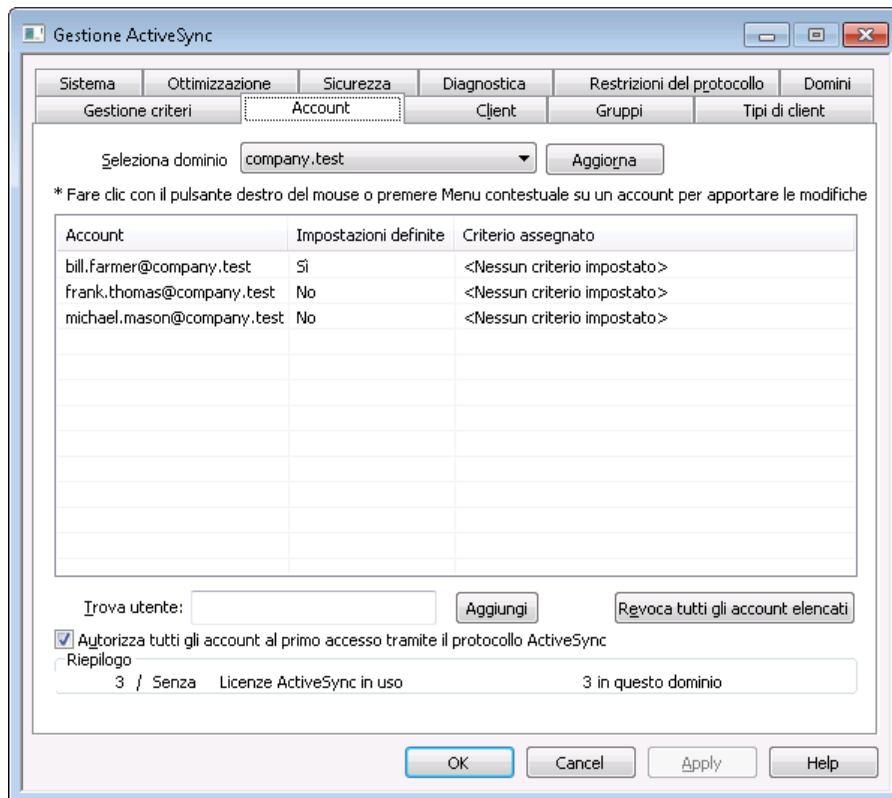 Gestione ActiveSync
Sistema Ottimizzazione Sicurezza Diagnostica Restrizioni del protocollo Domini
Gestione criteri Account Client Gruppi Tipi di client
Seleziona dominio company.test Aggiorna
* Fare clic con il pulsante destro del mouse o premere Menu contestuale su un account per apportare le modifiche
Account Impostazioni definite Criterio assegnato
bill.farmer@company.test Sì <Nessun criterio impostato>
frank.thomas@company.test No <Nessun criterio impostato>
michael.mason@company.test No <Nessun criterio impostato>
Trova utente: Aggiungi Revoca tutti gli account elencati
Autorizza tutti gli account al primo accesso tramite il protocollo ActiveSync
Riepilogo
3 / Senza Licenze ActiveSync in uso 3 in questo dominio
OK Cancel Apply Help